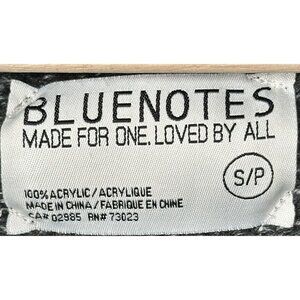 BLUENOTES
MADE FOR ONE. LOVED BY ALL
S/P
100% ACRYLIC / ACRYLIQUE
MADE IN CHINA / FABRIQUE EN CHINE
CA# 02985 RN# 73023